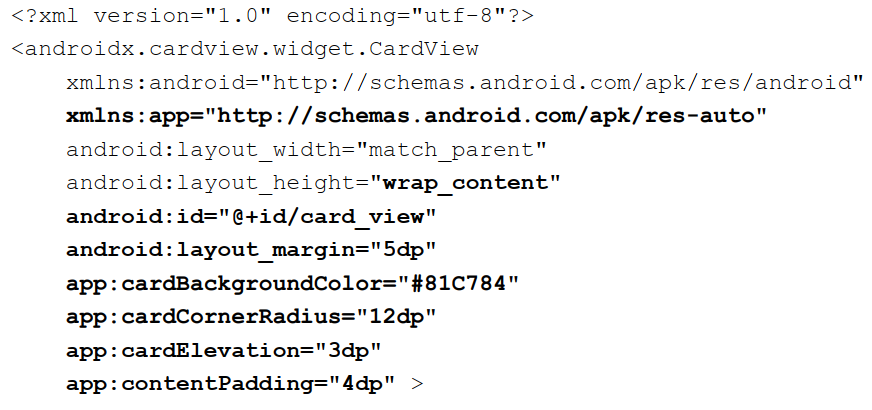 <?xml version="1.0" encoding="utf-8"?>
<androidx.cardview.widget.CardView
    xmlns:android="http://schemas.android.com/apk/res/android"
    xmlns:app="http://schemas.android.com/apk/res-auto"
    android:layout_width="match_parent"
    android:layout_height="wrap_content"
    android:id="@+id/card_view"
    android:layout_margin="5dp"
    app:cardBackgroundColor="#81C784"
    app:cardCornerRadius="12dp"
    app:cardElevation="3dp"
    app:contentPadding="4dp" >